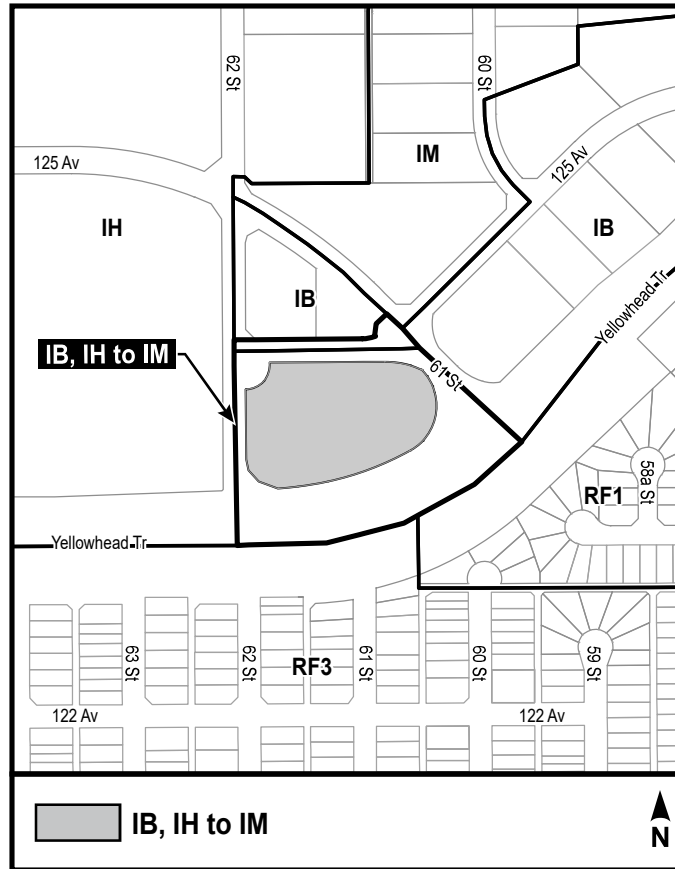 62 St
60 St
125 Av
IM
125 Av
IH
IB
IB
Yellowhead Tr
IB, IH to IM
61 St
58a St
RF1
Yellowhead Tr
63 St
62 St
RF3
61 St
60 St
59 St
122 Av
122 Av
IB, IH to IM
N